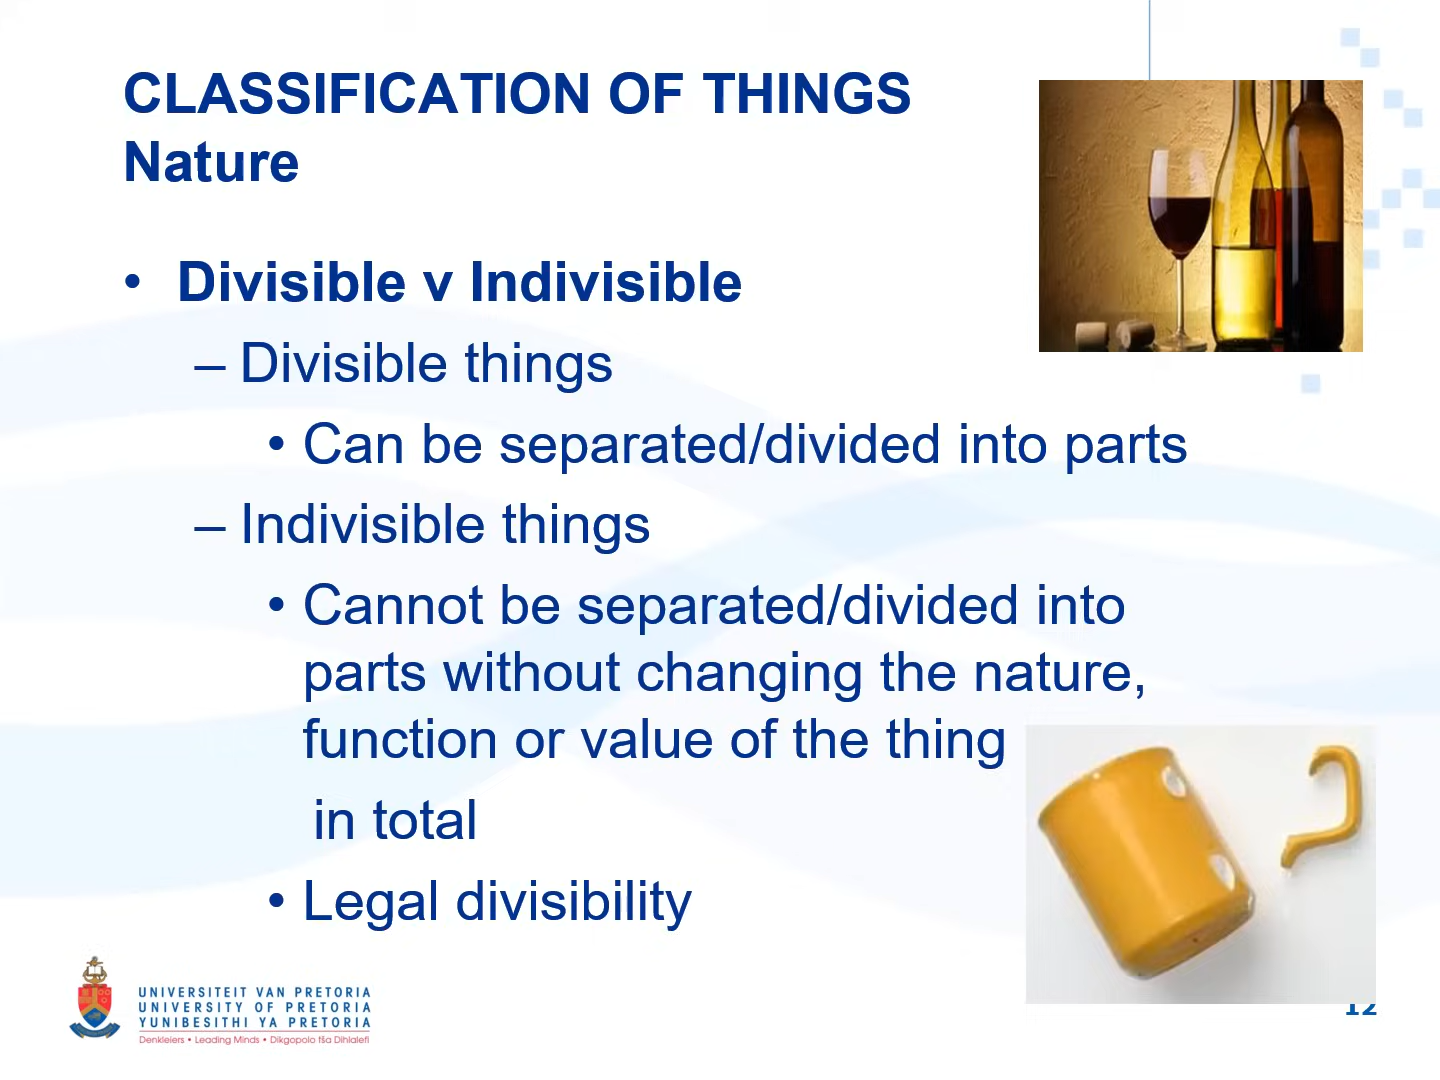 CLASSIFICATION OF THINGS
Nature
• Divisible v Indivisible
– Divisible things
• Can be separated/divided into parts
– Indivisible things
• Cannot be separated/divided into
parts without changing the nature,
function or value of the thing
in total
• Legal divisibility
UNIVERSITEIT VAN PRETORIA
UNIVERSITY OF PRETORIA
YUNIBESITHI YA PRETORIA
Denkleiers • Leading Minds • Dikgopolo tša Dihlalefi
12